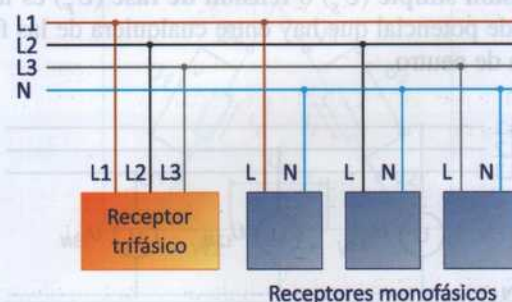 L1
L2
L3
N
L1 L2 L3 L N L N L N
Receptor
trifásico
Receptores monofásicos